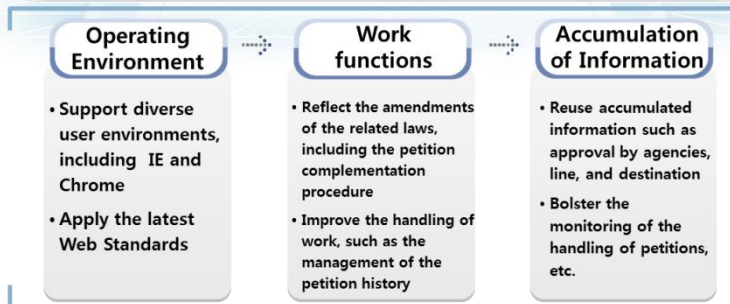 Operating
Environment
• Support diverse
user environments,
including IE and
Chrome
• Apply the latest
Web Standards
Work
functions
• Reflect the amendments
of the related laws,
including the petition
complementation
procedure
• Improve the handling of
work, such as the
management of the
petition history
Accumulation
of Information
• Reuse accumulated
information such as
approval by agencies,
line, and destination
• Bolster the
monitoring of the
handling of petitions,
etc.